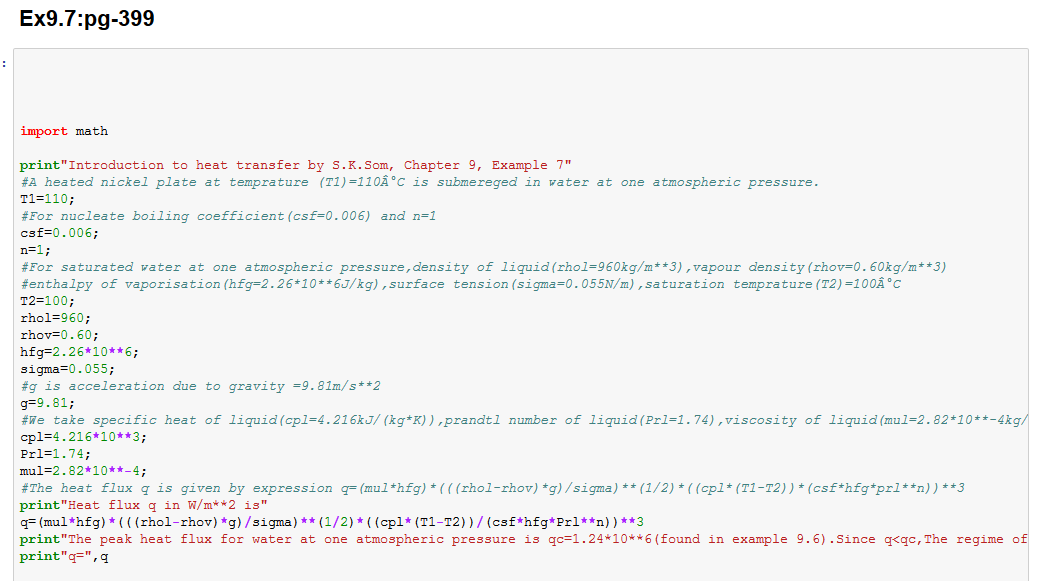 Ex9.7:pg-399
:
import math
print"Introduction to heat transfer by S.K.Som, Chapter 9, Example 7"
#A heated nickel plate at temprature (T1)=110Â°C is submereged in water at one atmospheric pressure.
T1=110;
#For nucleate boiling coefficient(csf=0.006) and n=1
csf=0.006;
n=1;
#For saturated water at one atmospheric pressure,density of liquid(rhol=960kg/m**3),vapour density(rhov=0.60kg/m**3)
#enthalpy of vaporisation(hfg=2.26*10**6J/kg),surface tension(sigma=0.055N/m),saturation temprature(T2)=100Â°C
T2=100;
rhol=960;
rhov=0.60;
hfg=2.26*10**6;
sigma=0.055;
#g is acceleration due to gravity =9.81m/s**2
g=9.81;
#We take specific heat of liquid(cpl=4.216kJ/(kg*K)),prandtl number of liquid(Prl=1.74),viscosity of liquid(mul=2.82*10**-4kg/
cpl=4.216*10**3;
Prl=1.74;
mul=2.82*10**-4;
#The heat flux q is given by expression q=(mul*hfg)*(((rhol-rhov)*g)/sigma)**(1/2)*((cpl*(T1-T2))*(csf*hfg*prl**n))**3
print"Heat flux q in W/m**2 is"
q=(mul*hfg)*(((rhol-rhov)*g)/sigma)**(1/2)*((cpl*(T1-T2))/(csf*hfg*Prl**n))**3
print"The peak heat flux for water at one atmospheric pressure is qc=1.24*10**6(found in example 9.6).Since q<qc,The regime of
print"q=",q